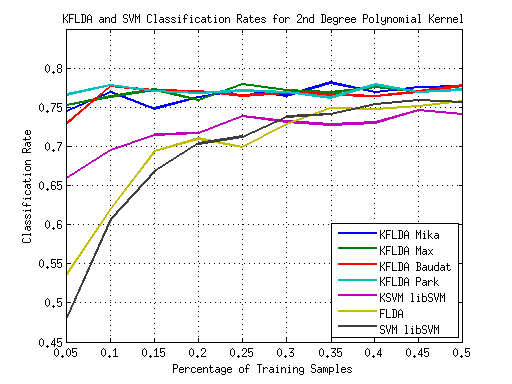 KFLDA and SVM Classification Rates for 2nd Degree Polynomial Kernel
0.8
0.75
0.7
0.65
0.6
0.55
0.5
0.45
Classification Rate
KFLDA Mika
KFLDA Max
KFLDA Baudat
KFLDA Park
KSVM libSVM
FLDA
SVM libSVM
0.05 0.1 0.15 0.2 0.25 0.3 0.35 0.4 0.45 0.5
Percentage of Training Samples